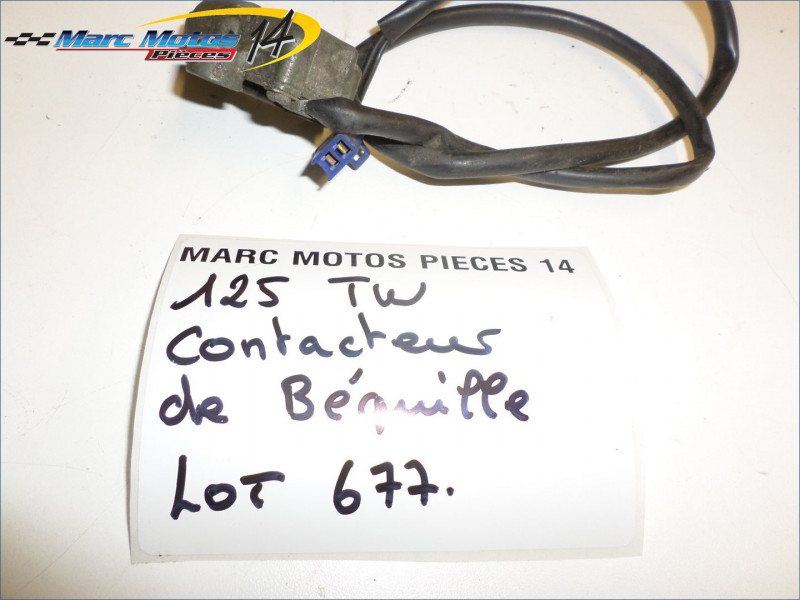 Marc Motos 14
Pièces
MARC MOTOS PIECES 14
125 TW
Contacteur
de Béquille
LOT 677.